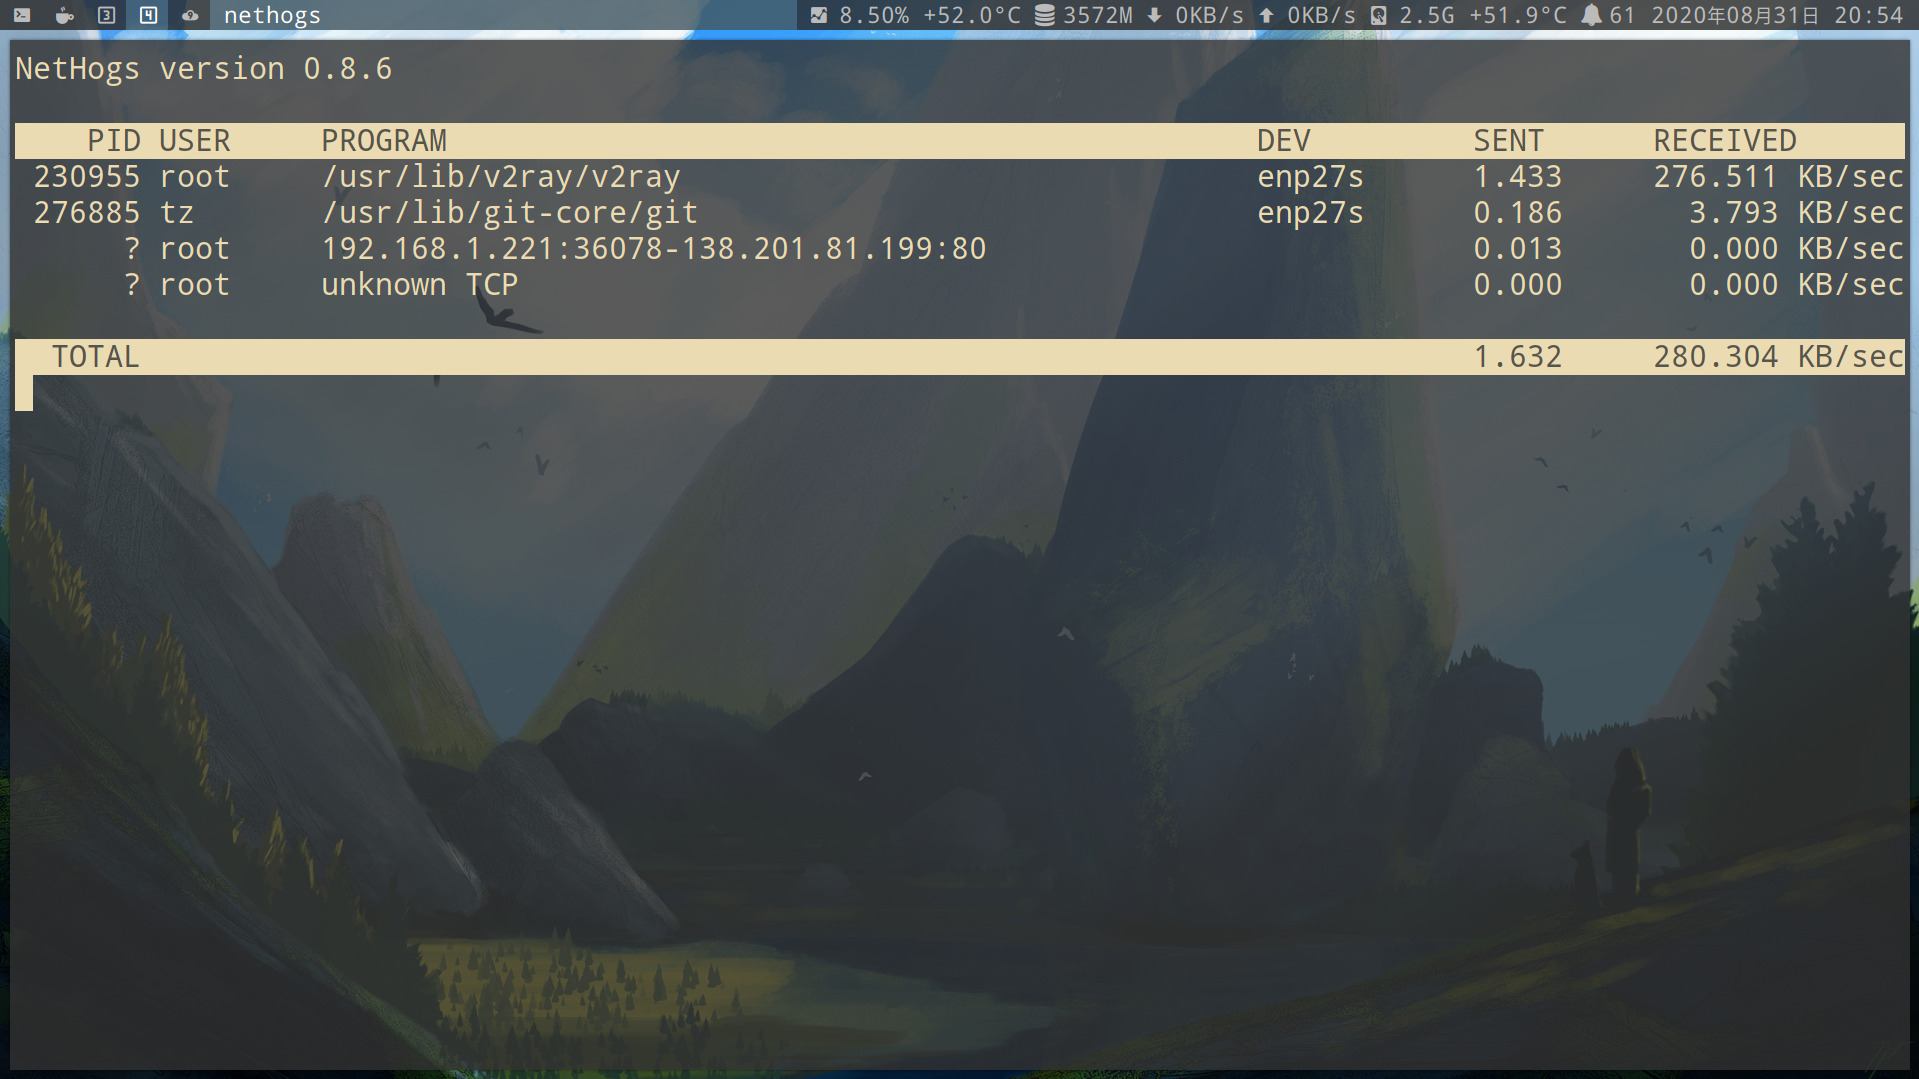 3 4 nethogs 8.50% +52.0°C 3572M 0KB/s 0KB/s 2.5G +51.9°C 61 2020年08月31日 20:54
NetHogs version 0.8.6
PID USER PROGRAM DEV SENT RECEIVED
230955 root /usr/lib/v2ray/v2ray enp27s 1.433 276.511 KB/sec
276885 tz /usr/lib/git-core/git enp27s 0.186 3.793 KB/sec
? root 192.168.1.221:36078-138.201.81.199:80 0.013 0.000 KB/sec
? root unknown TCP 0.000 0.000 KB/sec
TOTAL 1.632 280.304 KB/sec